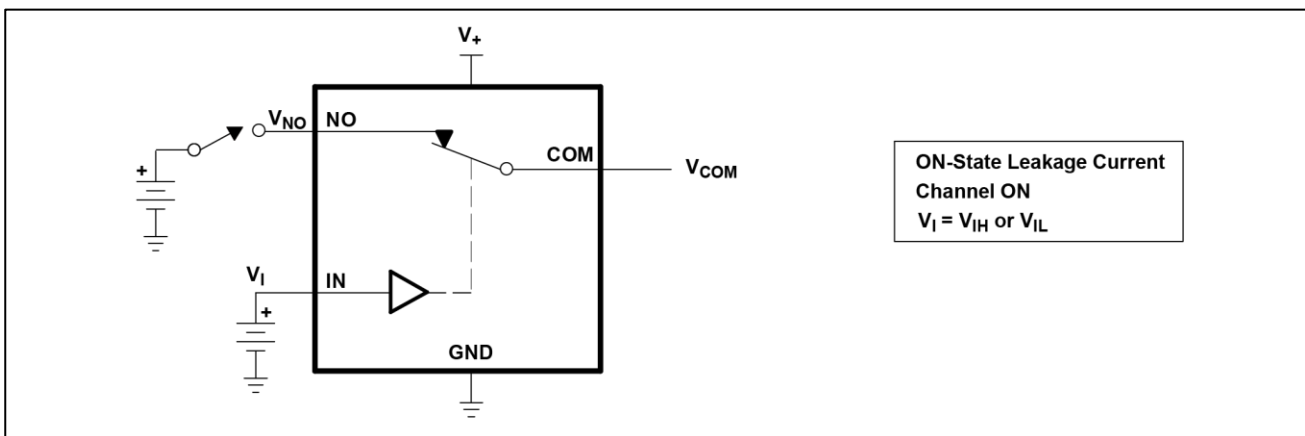 V+
VNO NO
COM
VCOM
+
VI IN
+
GND
ON-State Leakage Current
Channel ON
VI = VIH or VIL